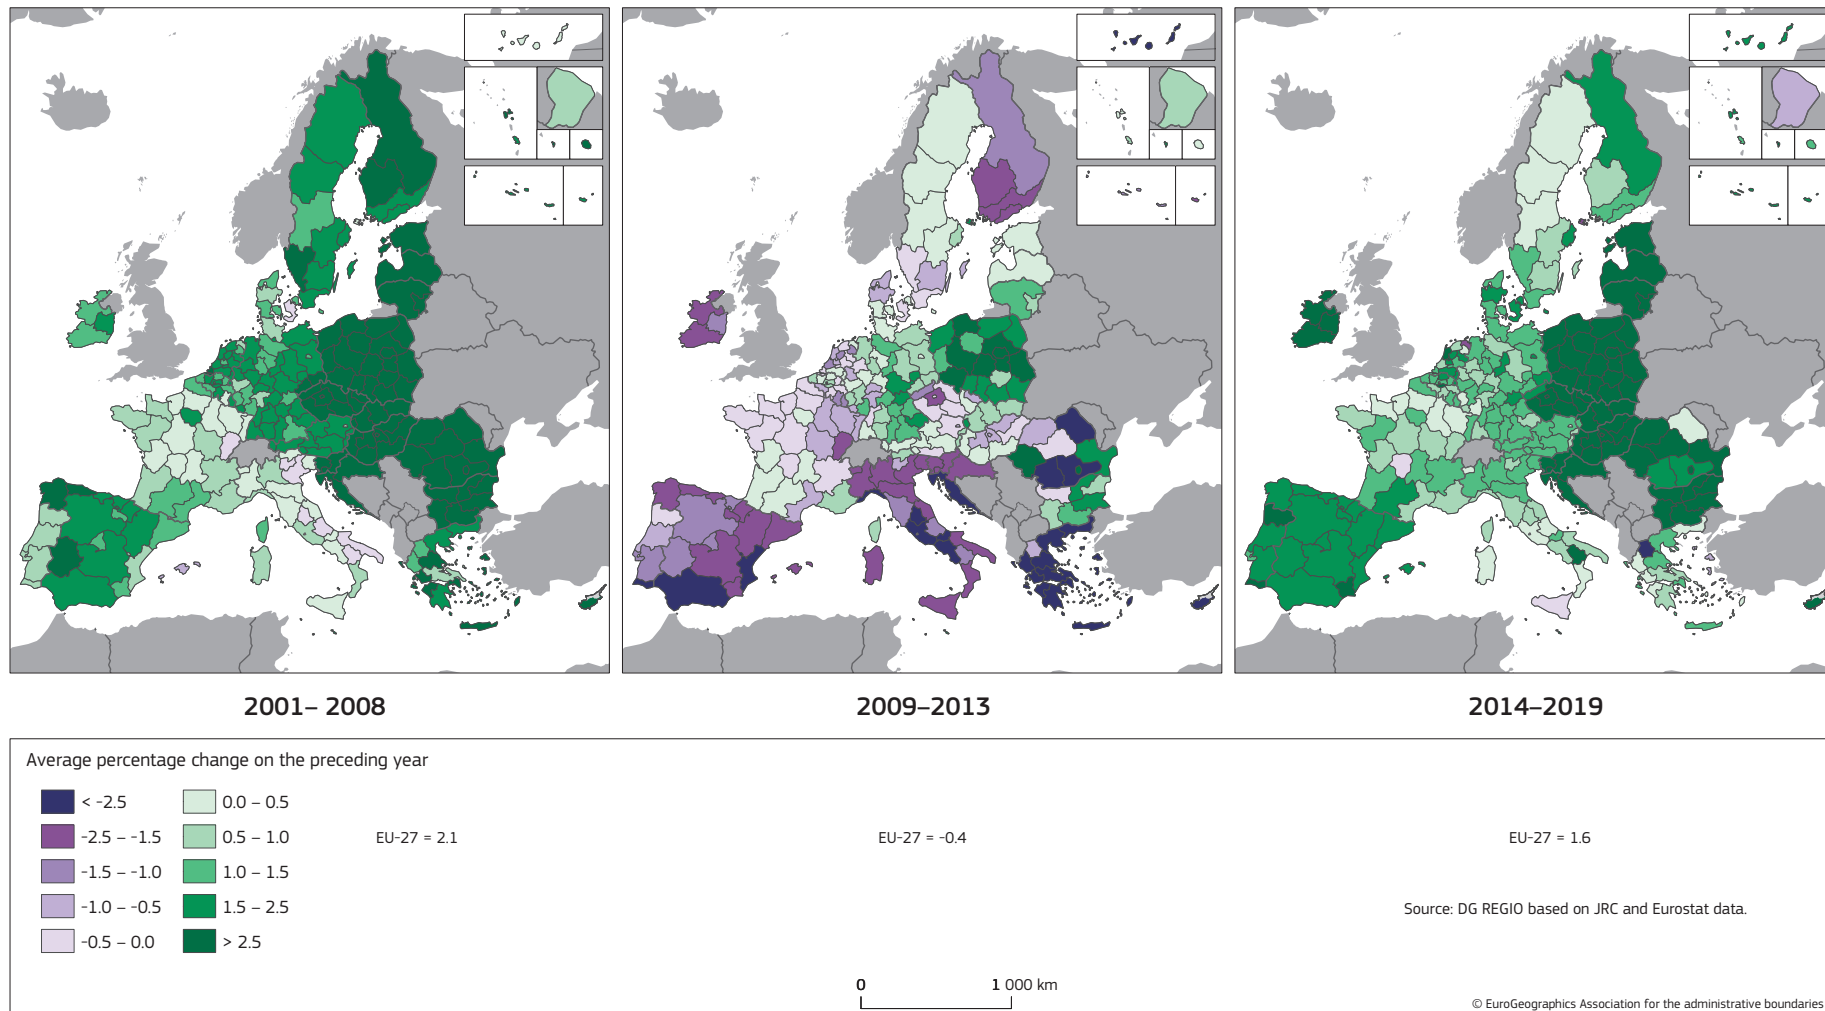 2001– 2008
2009–2013
2014–2019
Average percentage change on the preceding year
< -2.5
-2.5 – -1.5
-1.5 – -1.0
-1.0 – -0.5
-0.5 – 0.0
0.0 – 0.5
0.5 – 1.0
1.0 – 1.5
1.5 – 2.5
> 2.5
EU-27 = 2.1
EU-27 = -0.4
EU-27 = 1.6
Source: DG REGIO based on JRC and Eurostat data.
0 1 000 km
© EuroGeographics Association for the administrative boundaries